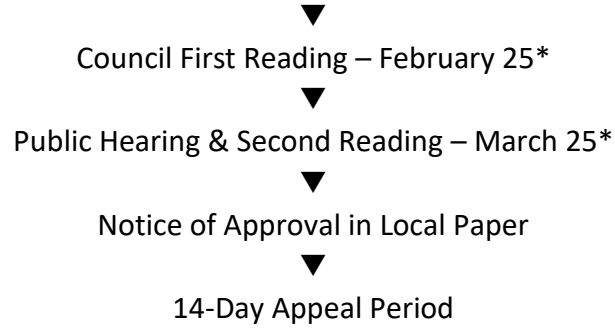 Council First Reading – February 25*
Public Hearing & Second Reading – March 25*
Notice of Approval in Local Paper
14-Day Appeal Period